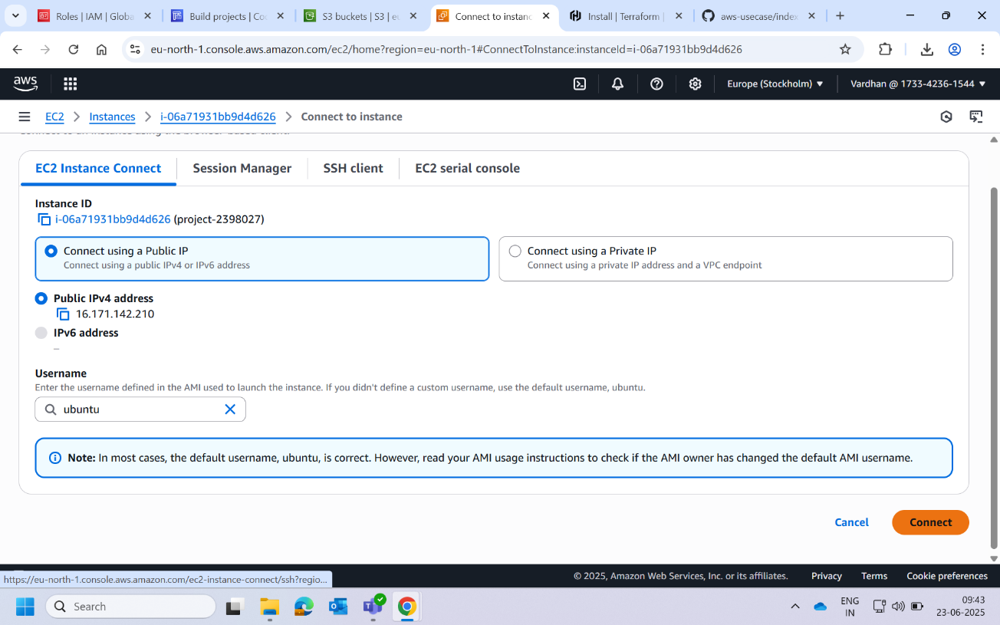 Roles | IAM | Globa
Build projects | Co
S3 buckets | S3 | eu
Connect to instanc
Install | Terraform |
aws-usecase/index
eu-north-1.console.aws.amazon.com/ec2/home?region=eu-north-1#ConnectToInstance:instanceId=i-06a71931bb9d4d626
aws
Europe (Stockholm)
Vardhan @ 1733-4236-1544
EC2
Instances
i-06a71931bb9d4d626
Connect to instance
Connect to an instance using the browser-based client.
EC2 Instance Connect
Session Manager
SSH client
EC2 serial console
Instance ID
i-06a71931bb9d4d626 (project-2398027)
Connect using a Public IP
Connect using a public IPv4 or IPv6 address
Connect using a Private IP
Connect using a private IP address and a VPC endpoint
Public IPv4 address
16.171.142.210
IPv6 address
–
Username
Enter the username defined in the AMI used to launch the instance. If you didn't define a custom username, use the default username, ubuntu.
ubuntu
Note: In most cases, the default username, ubuntu, is correct. However, read your AMI usage instructions to check if the AMI owner has changed the default AMI username.
Cancel
Connect
https://eu-north-1.console.aws.amazon.com/ec2-instance-connect/ssh?regio...
© 2025, Amazon Web Services, Inc. or its affiliates.
Privacy
Terms
Cookie preferences
Search
ENG
IN
09:43
23-06-2025